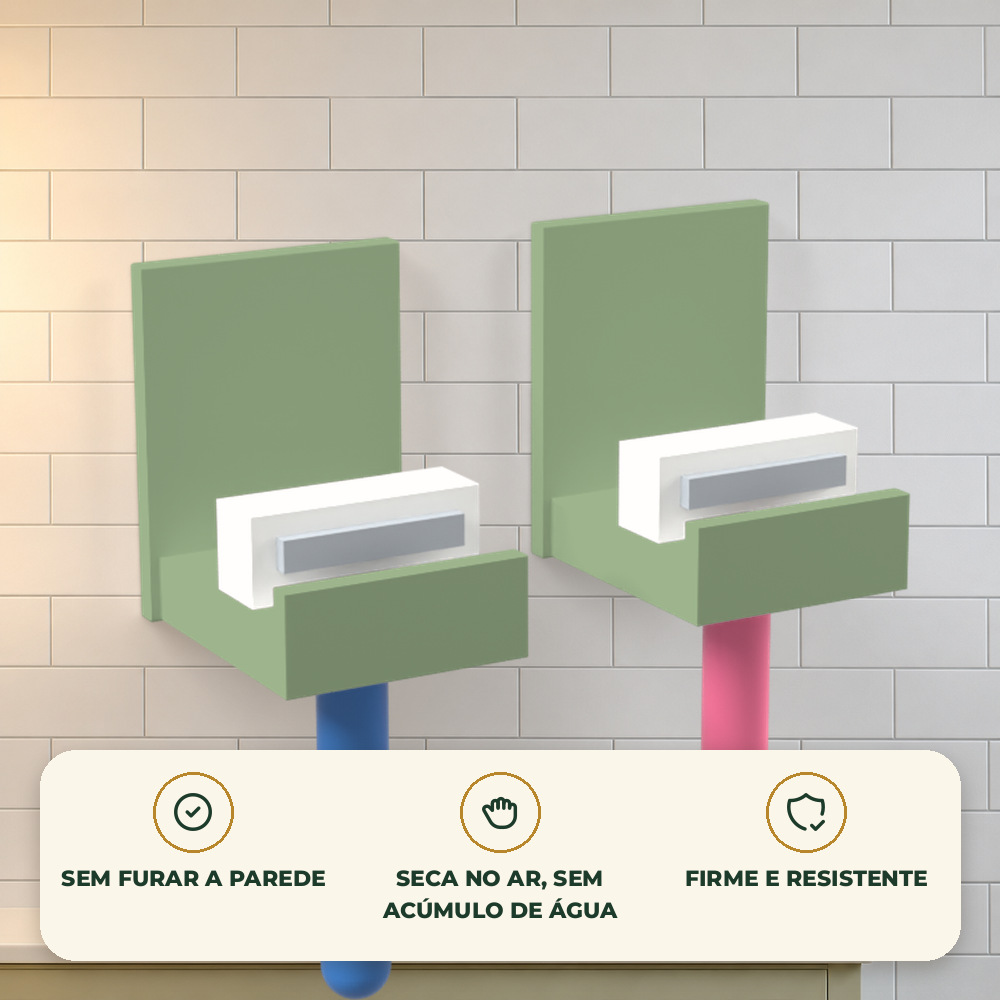 SEM FURAR A PAREDE
SECA NO AR, SEM
ACÚMULO DE ÁGUA
FIRME E RESISTENTE